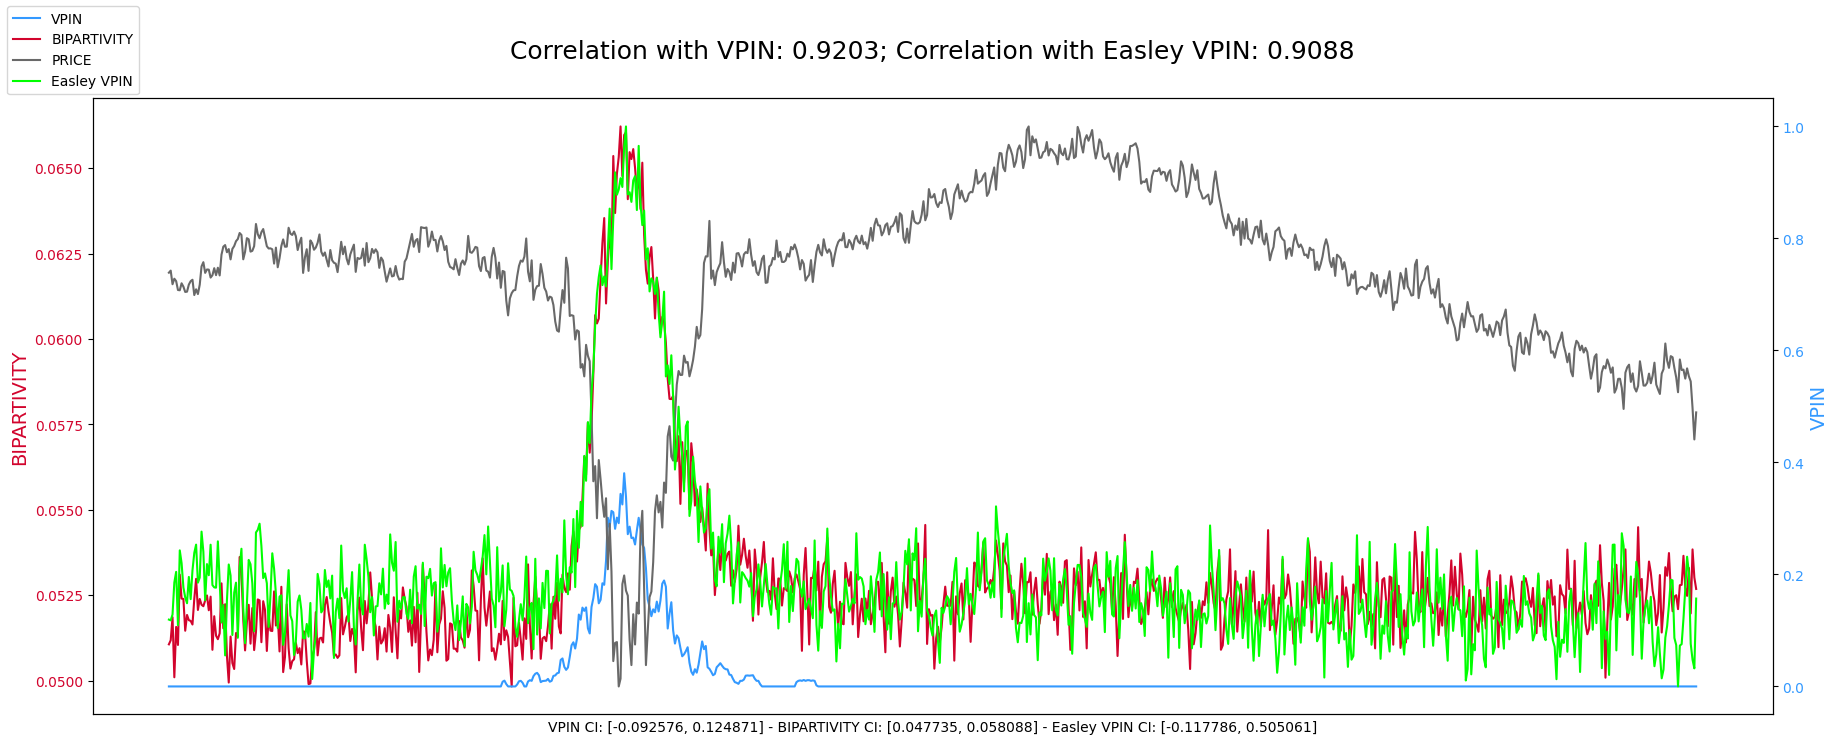 VPIN
BIPARTIVITY
PRICE
Easley VPIN
Correlation with VPIN: 0.9203; Correlation with Easley VPIN: 0.9088
BIPARTIVITY
0.0650
0.0625
0.0600
0.0575
0.0550
0.0525
0.0500
1.0
0.8
0.6
0.4
0.2
0.0
VPIN
VPIN CI: [-0.092576, 0.124871] - BIPARTIVITY CI: [0.047735, 0.058088] - Easley VPIN CI: [-0.117786, 0.505061]